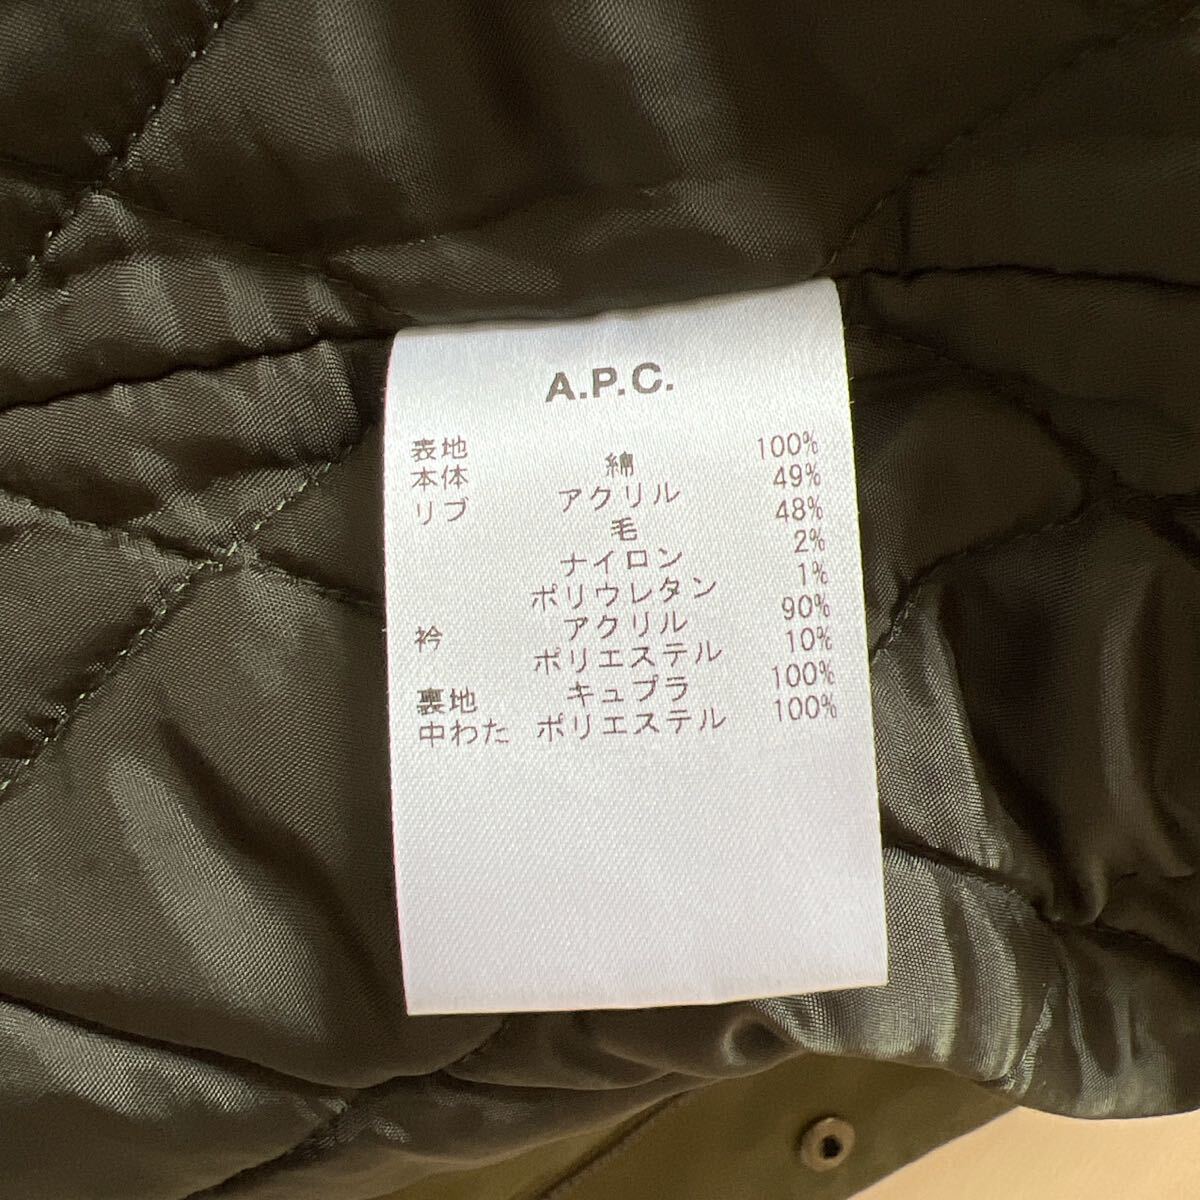 A.P.C.
表地
本体 綿 100%
リブ アクリル 49%
毛 48%
ナイロン 2%
ポリウレタン 1%
衿 アクリル 90%
ポリエステル 10%
裏地 キュプラ 100%
中わた ポリエステル 100%